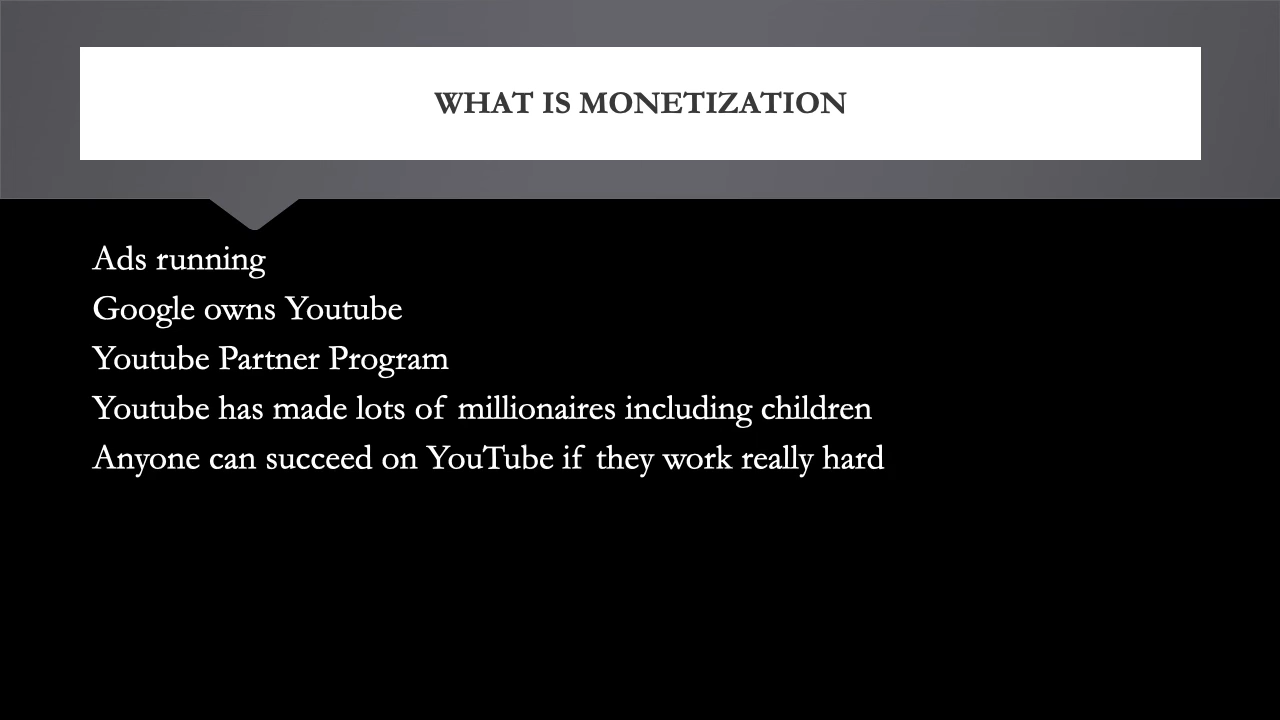 WHAT IS MONETIZATION
Ads running
Google owns Youtube
Youtube Partner Program
Youtube has made lots of millionaires including children
Anyone can succeed on YouTube if they work really hard